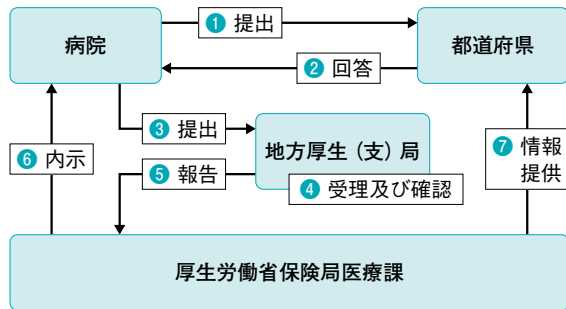 ❶ 提出
病院
都道府県
❷ 回答
❸ 提出
地方厚生（支）局
❹ 受理及び確認
❺ 報告
❻ 内示
❼ 情報
提供
厚生労働省保険局医療課